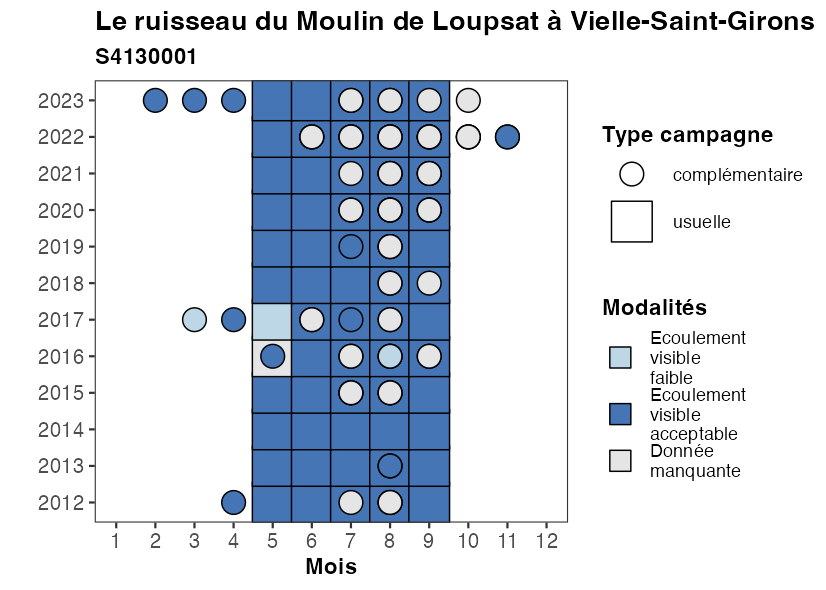 Le ruisseau du Moulin de Loupsat à Vielle-Saint-Girons
S4130001
2023
2022
2021
2020
2019
2018
2017
2016
2015
2014
2013
2012
1 2 3 4 5 6 7 8 9 10 11 12
Mois
Type campagne
complémentaire
usuelle
Modalités
Ecoulement
visible
faible
Ecoulement
visible
acceptable
Donnée
manquante